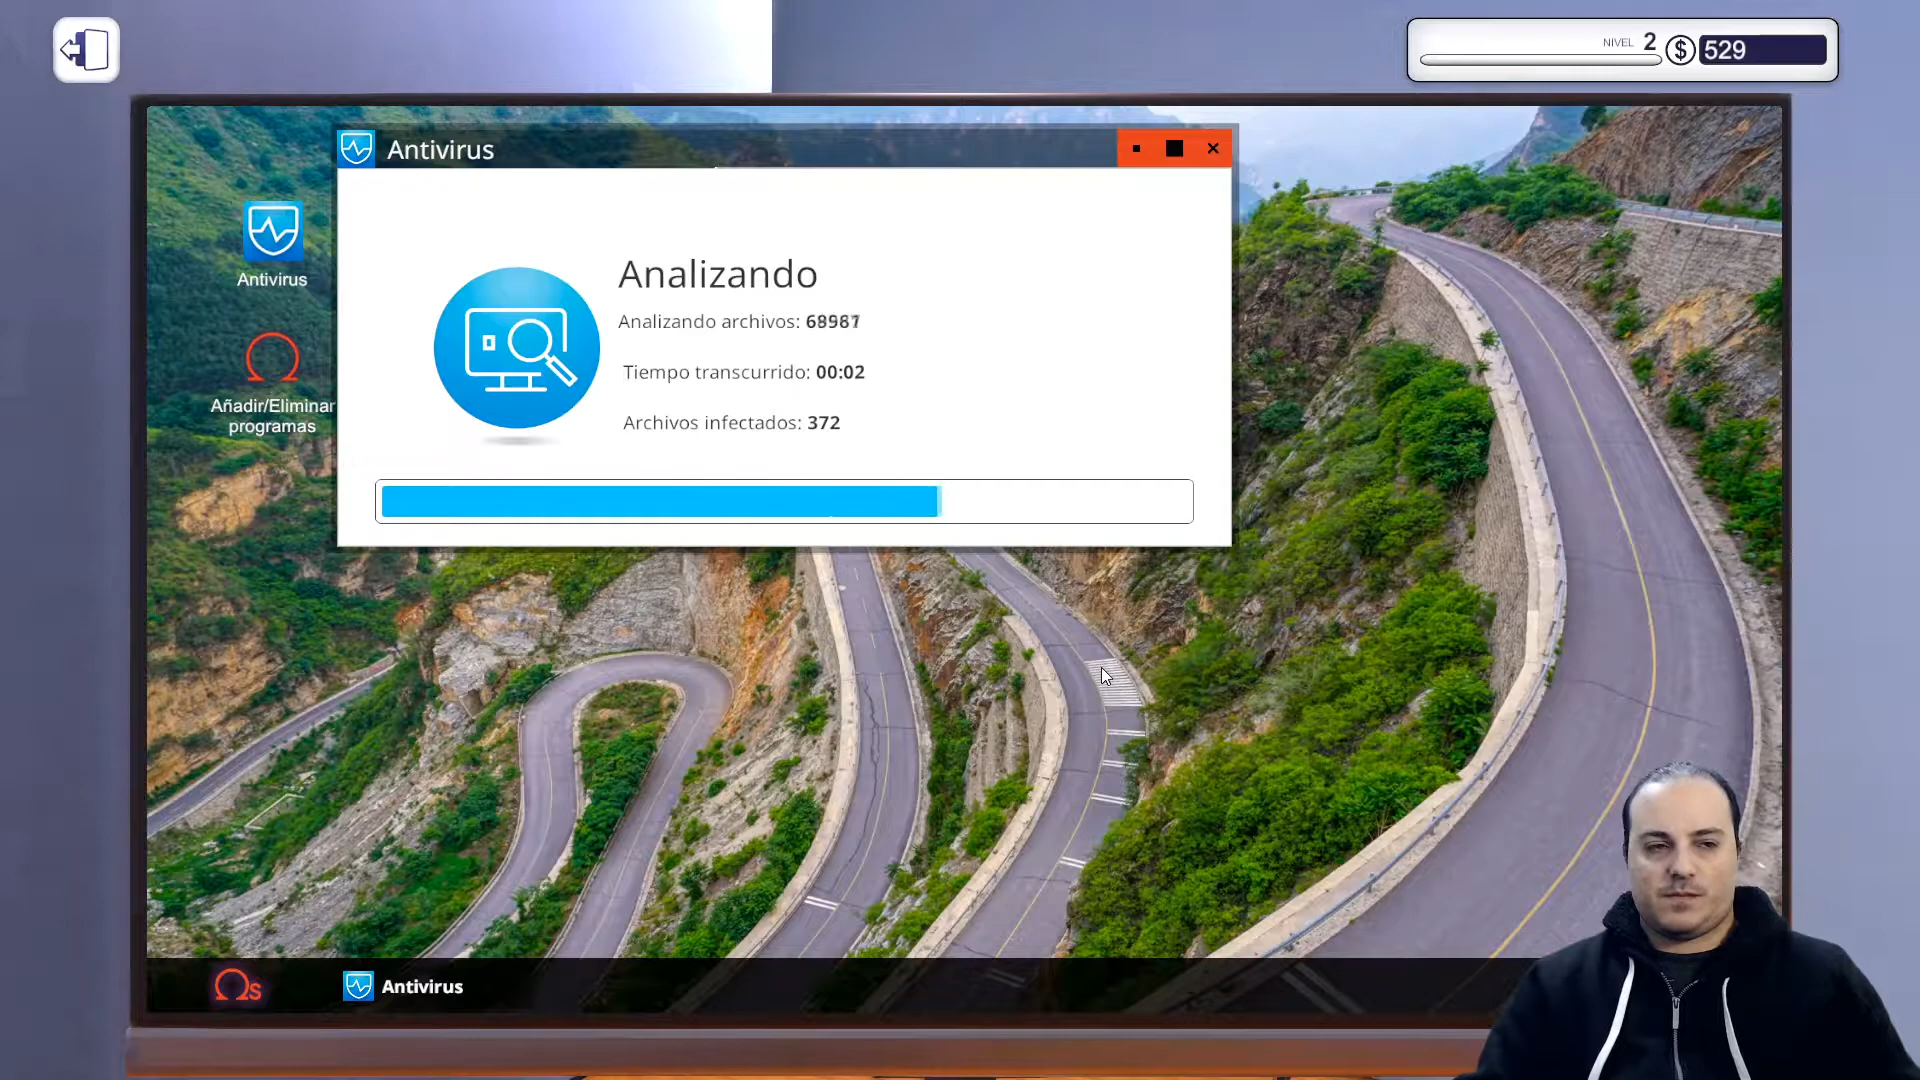 NIVEL 2 $ 529
Antivirus
Antivirus
Añadir/Eliminar
programas
Analizando
Analizando archivos:
Tiempo transcurrido: 00:02
Archivos infectados: 372
Ωs
Antivirus